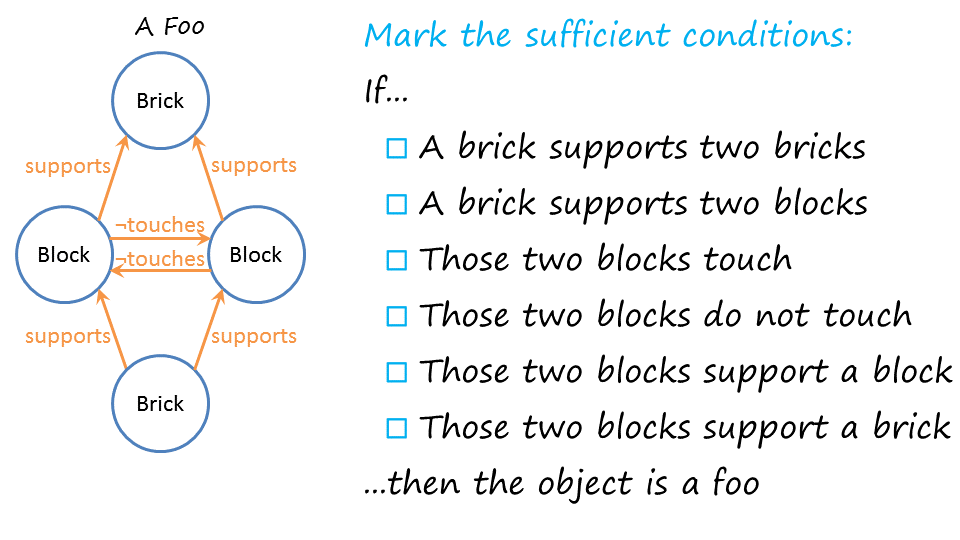 A Foo
Brick
supports
supports
¬touches
Block
Block
¬touches
supports
supports
Brick
Mark the sufficient conditions:
If...
A brick supports two bricks
A brick supports two blocks
Those two blocks touch
Those two blocks do not touch
Those two blocks support a block
Those two blocks support a brick
...then the object is a foo